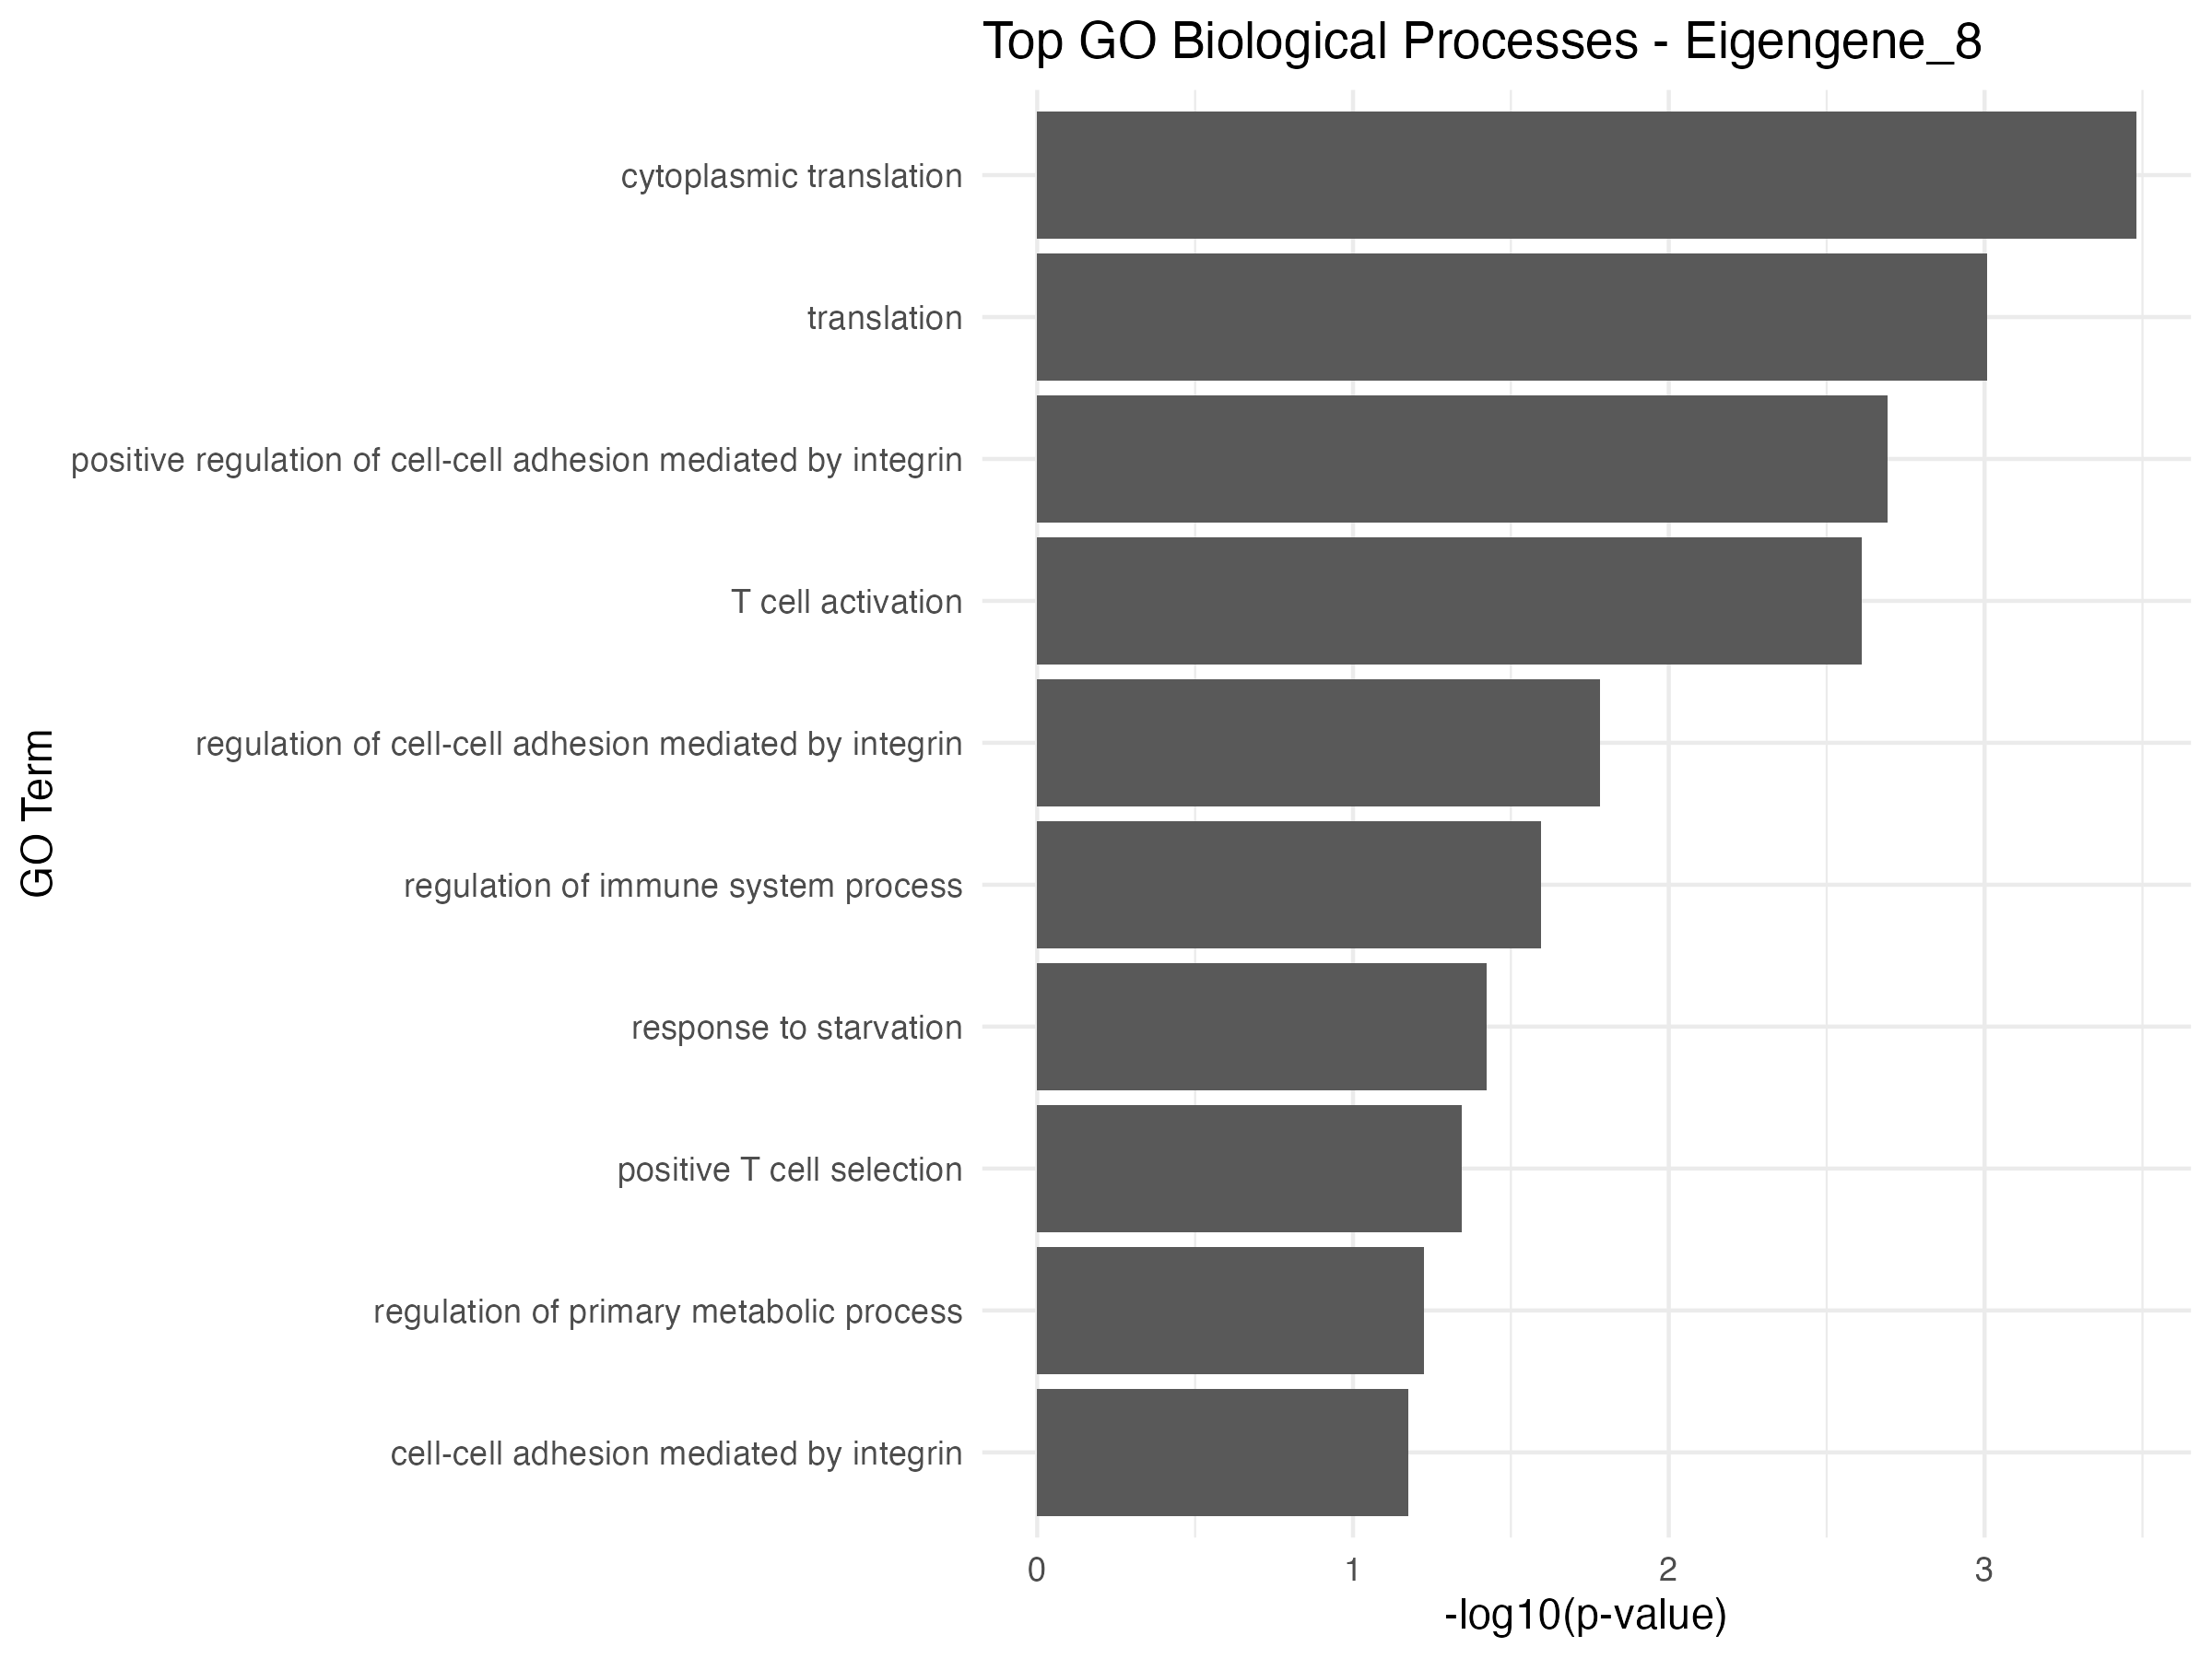 Top GO Biological Processes - Eigengene_8
cytoplasmic translation
translation
positive regulation of cell-cell adhesion mediated by integrin
T cell activation
regulation of cell-cell adhesion mediated by integrin
regulation of immune system process
response to starvation
positive T cell selection
regulation of primary metabolic process
cell-cell adhesion mediated by integrin
GO Term
0 1 2 3
-log10(p-value)